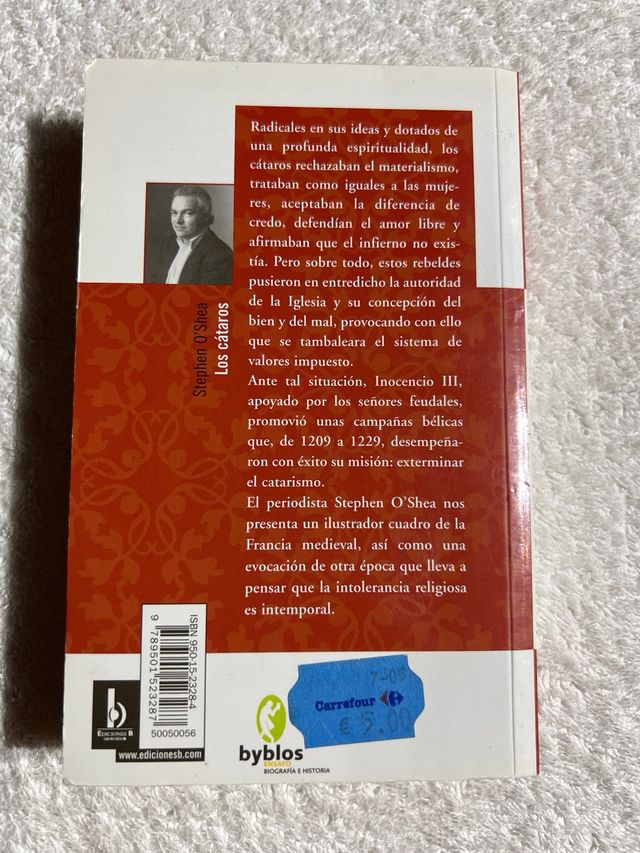 Radicales en sus ideas y dotados de
una profunda espiritualidad, los
cátaros rechazaban el materialismo,
trataban como iguales a las muje-
res, aceptaban la diferencia de
credo, defendían el amor libre y
afirmaban que el infierno no exis-
tía. Pero sobre todo, estos rebeldes
pusieron en entredicho la autoridad
de la Iglesia y su concepción del
bien y del mal, provocando con ello
que se tambaleara el sistema de
valores impuesto.
Ante tal situación, Inocencio III,
apoyado por los señores feudales,
promovió unas campañas bélicas
que, de 1209 a 1229, desempeña-
ron con éxito su misión: exterminar
el catarismo.
El periodista Stephen O'Shea nos
presenta un ilustrador cuadro de la
Francia medieval, así como una
evocación de otra época que lleva a
pensar que la intolerancia religiosa
es intemporal.
Stephen O'Shea
Los cátaros
ISBN 950-15-2328-4
9 789501 523287
50050056
b
EDICIONES B
www.edicionesb.com
byblos
ENSAYO
BIOGRAFÍA E HISTORIA
7-05
Carrefour
€ 5.00